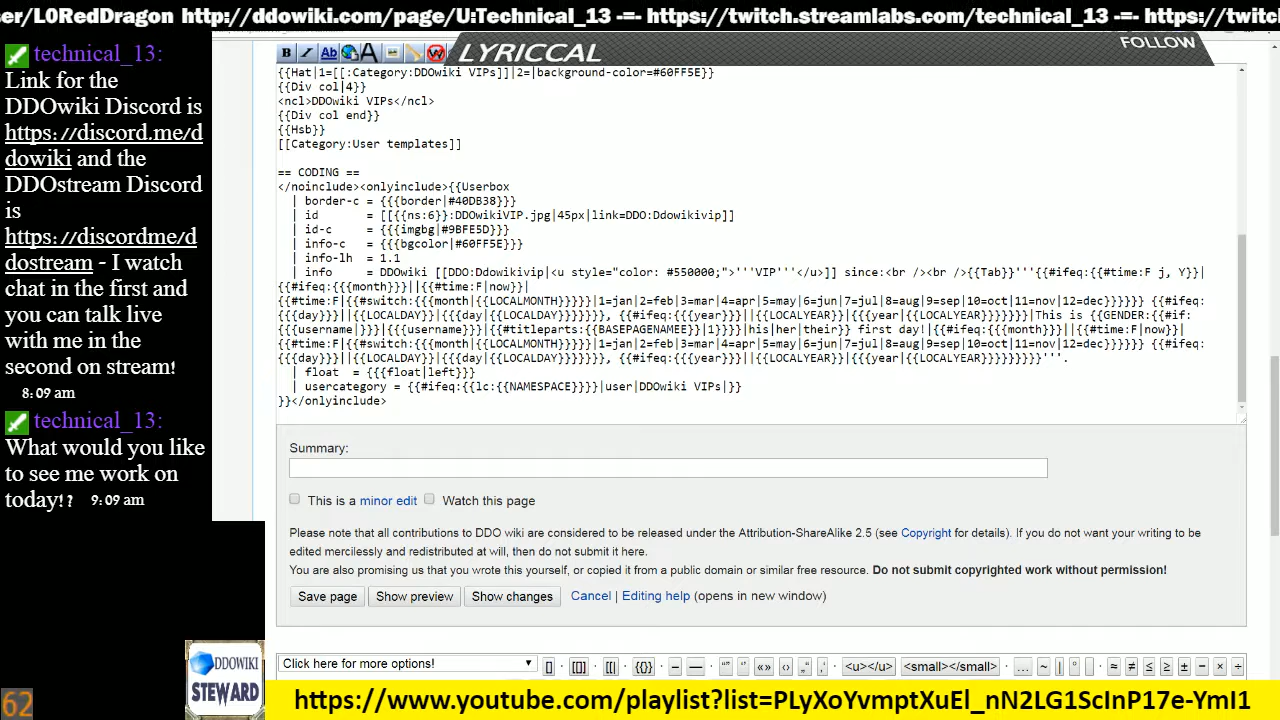 ser/L0RedDragon http://ddowiki.com/page/U:Technical_13 -=- https://twitch.streamlabs.com/technical_13 -=- https://twitc
technical_13:
Link for the
DDOwiki Discord is
https://discord.me/d
dowiki and the
DDOstream Discord
is
https://discordme/d
dostream - I watch
chat in the first and
you can talk live
with me in the
second on stream!
8:09 am
technical_13:
What would you like
to see me work on
today!? 9:09 am
B I Ab A W
LYRICCAL
FOLLOW
{{Hat|1=[[:Category:DDOwiki VIPs]]|2=|background-color=#60FF5E}}
{{Div col|4}}
<ncl>DDOwiki VIPs</ncl>
{{Div col end}}
{{Hsb}}
[[Category:User templates]]
== CODING ==
</noinclude><onlyinclude>{{Userbox
| border-c = {{{border|#40DB38}}}
| id = [[{{ns:6}}:DDOwikiVIP.jpg|45px|link=DDO:Ddowikivip]]
| id-c = {{{imgbg|#9BFE5D}}}
| info-c = {{{bgcolor|#60FF5E}}}
| info-lh = 1.1
| info = DDOwiki [[DDO:Ddowikivip|<u style="color: #550000;">'''VIP'''</u>]] since:<br /><br />{{Tab}}'''{{#ifeq:{{#time:F j, Y}}|
{{#ifeq:{{{month}}}||{{#time:F|now}}|
{{#time:F|{{#switch:{{{month|{{LOCALMONTH}}}}}|1=jan|2=feb|3=mar|4=apr|5=may|6=jun|7=jul|8=aug|9=sep|10=oct|11=nov|12=dec}}}}}} {{#ifeq:
{{{day}}}||{{LOCALDAY}}|{{{day|{{LOCALDAY}}}}}}, {{#ifeq:{{{year}}}||{{LOCALYEAR}}|{{{year|{{LOCALYEAR}}}}}}|This is {{GENDER:{{#if:
{{{username|}}}|{{{username}}}|{{#titleparts:{{BASEPAGENAMEE}}|1}}}}|his|her|their}} first day!|{{#ifeq:{{{month}}}||{{#time:F|now}}|
{{#time:F|{{#switch:{{{month|{{LOCALMONTH}}}}}|1=jan|2=feb|3=mar|4=apr|5=may|6=jun|7=jul|8=aug|9=sep|10=oct|11=nov|12=dec}}}}}} {{#ifeq:
{{{day}}}||{{LOCALDAY}}|{{{day|{{LOCALDAY}}}}}}, {{#ifeq:{{{year}}}||{{LOCALYEAR}}|{{{year|{{LOCALYEAR}}}}}}}}'''.
| float = {{{float|left}}}
| usercategory = {{#ifeq:{{lc:{{NAMESPACE}}}}|user|DDOwiki VIPs|}}
}}</onlyinclude>
Summary:
This is a minor edit Watch this page
Please note that all contributions to DDO wiki are considered to be released under the Attribution-ShareAlike 2.5 (see Copyright for details). If you do not want your writing to be
edited mercilessly and redistributed at will, then do not submit it here.
You are also promising us that you wrote this yourself, or copied it from a public domain or similar free resource. Do not submit copyrighted work without permission!
Save page Show preview Show changes Cancel | Editing help (opens in new window)
Click here for more options! [] · [[]] · [[| · {{}} · – · — · “” · ‘’ · «» · ‹› · „“ · ‚‘ · <u></u> · <small></small> · … · ~ · | · ° · · ≈ · ≠ · ≤ · ≥ · ± · − · × · ÷
DDOWIKI
STEWARD
62
https://www.youtube.com/playlist?list=PLyXoYvmptXuEl_nN2LG1ScInP17e-YmI1